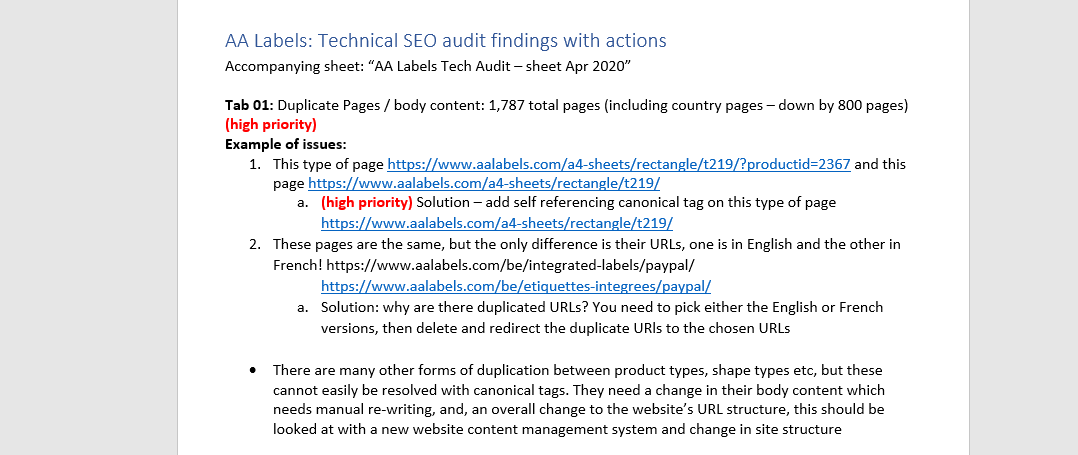 AA Labels: Technical SEO audit findings with actions
Accompanying sheet: “AA Labels Tech Audit – sheet Apr 2020”
Tab 01: Duplicate Pages / body content: 1,787 total pages (including country pages – down by 800 pages)
(high priority)
Example of issues:
1. This type of page https://www.aalabels.com/a4-sheets/rectangle/t219/?productid=2367 and this
page https://www.aalabels.com/a4-sheets/rectangle/t219/
a. (high priority) Solution – add self referencing canonical tag on this type of page
https://www.aalabels.com/a4-sheets/rectangle/t219/
2. These pages are the same, but the only difference is their URLs, one is in English and the other in
French! https://www.aalabels.com/be/integrated-labels/paypal/
https://www.aalabels.com/be/etiquettes-integrees/paypal/
a. Solution: why are there duplicated URLs? You need to pick either the English or French
versions, then delete and redirect the duplicate URls to the chosen URLs
• There are many other forms of duplication between product types, shape types etc, but these
cannot easily be resolved with canonical tags. They need a change in their body content which
needs manual re-writing, and, an overall change to the website’s URL structure, this should be
looked at with a new website content management system and change in site structure